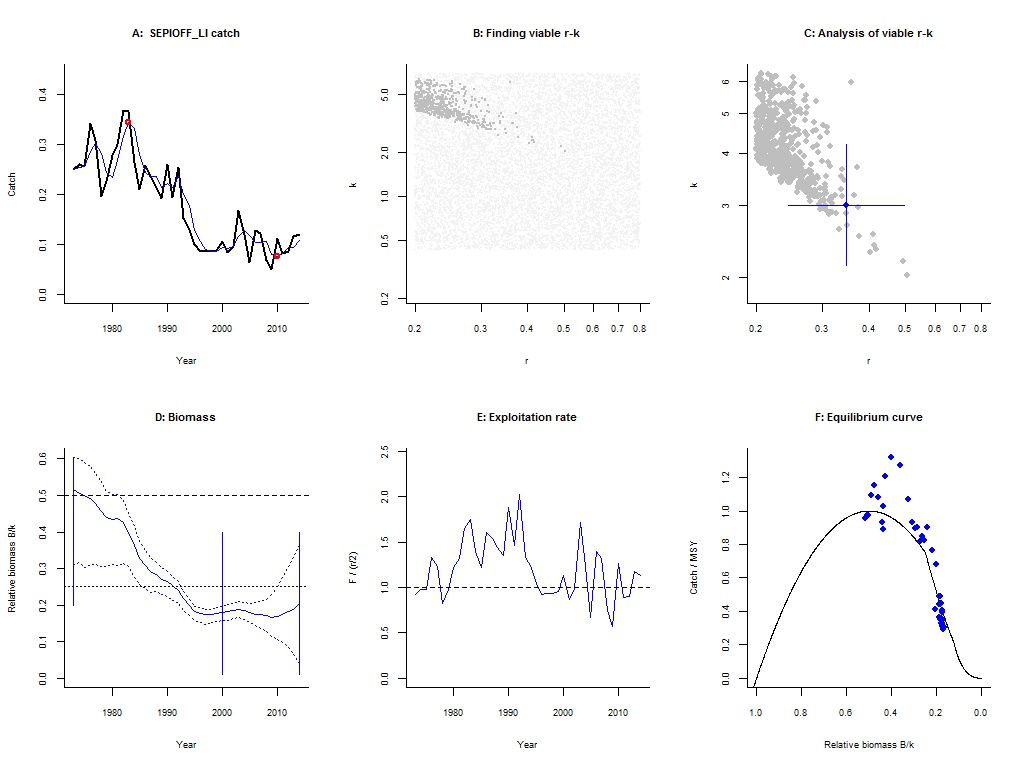 A: SEPIOFF_LI catch
Catch
0.0 0.1 0.2 0.3 0.4
1980 1990 2000 2010
Year
B: Finding viable r-k
k
0.2 0.5 1.0 2.0 5.0
0.2 0.3 0.4 0.5 0.6 0.7 0.8
r
C: Analysis of viable r-k
k
2 3 4 5 6
0.2 0.3 0.4 0.5 0.6 0.7 0.8
r
D: Biomass
Relative biomass B/k
0.0 0.1 0.2 0.3 0.4 0.5 0.6
1980 1990 2000 2010
Year
E: Exploitation rate
F / (r/2)
0.0 0.5 1.0 1.5 2.0 2.5
1980 1990 2000 2010
Year
F: Equilibrium curve
Catch / MSY
0.0 0.2 0.4 0.6 0.8 1.0 1.2
1.0 0.8 0.6 0.4 0.2 0.0
Relative biomass B/k